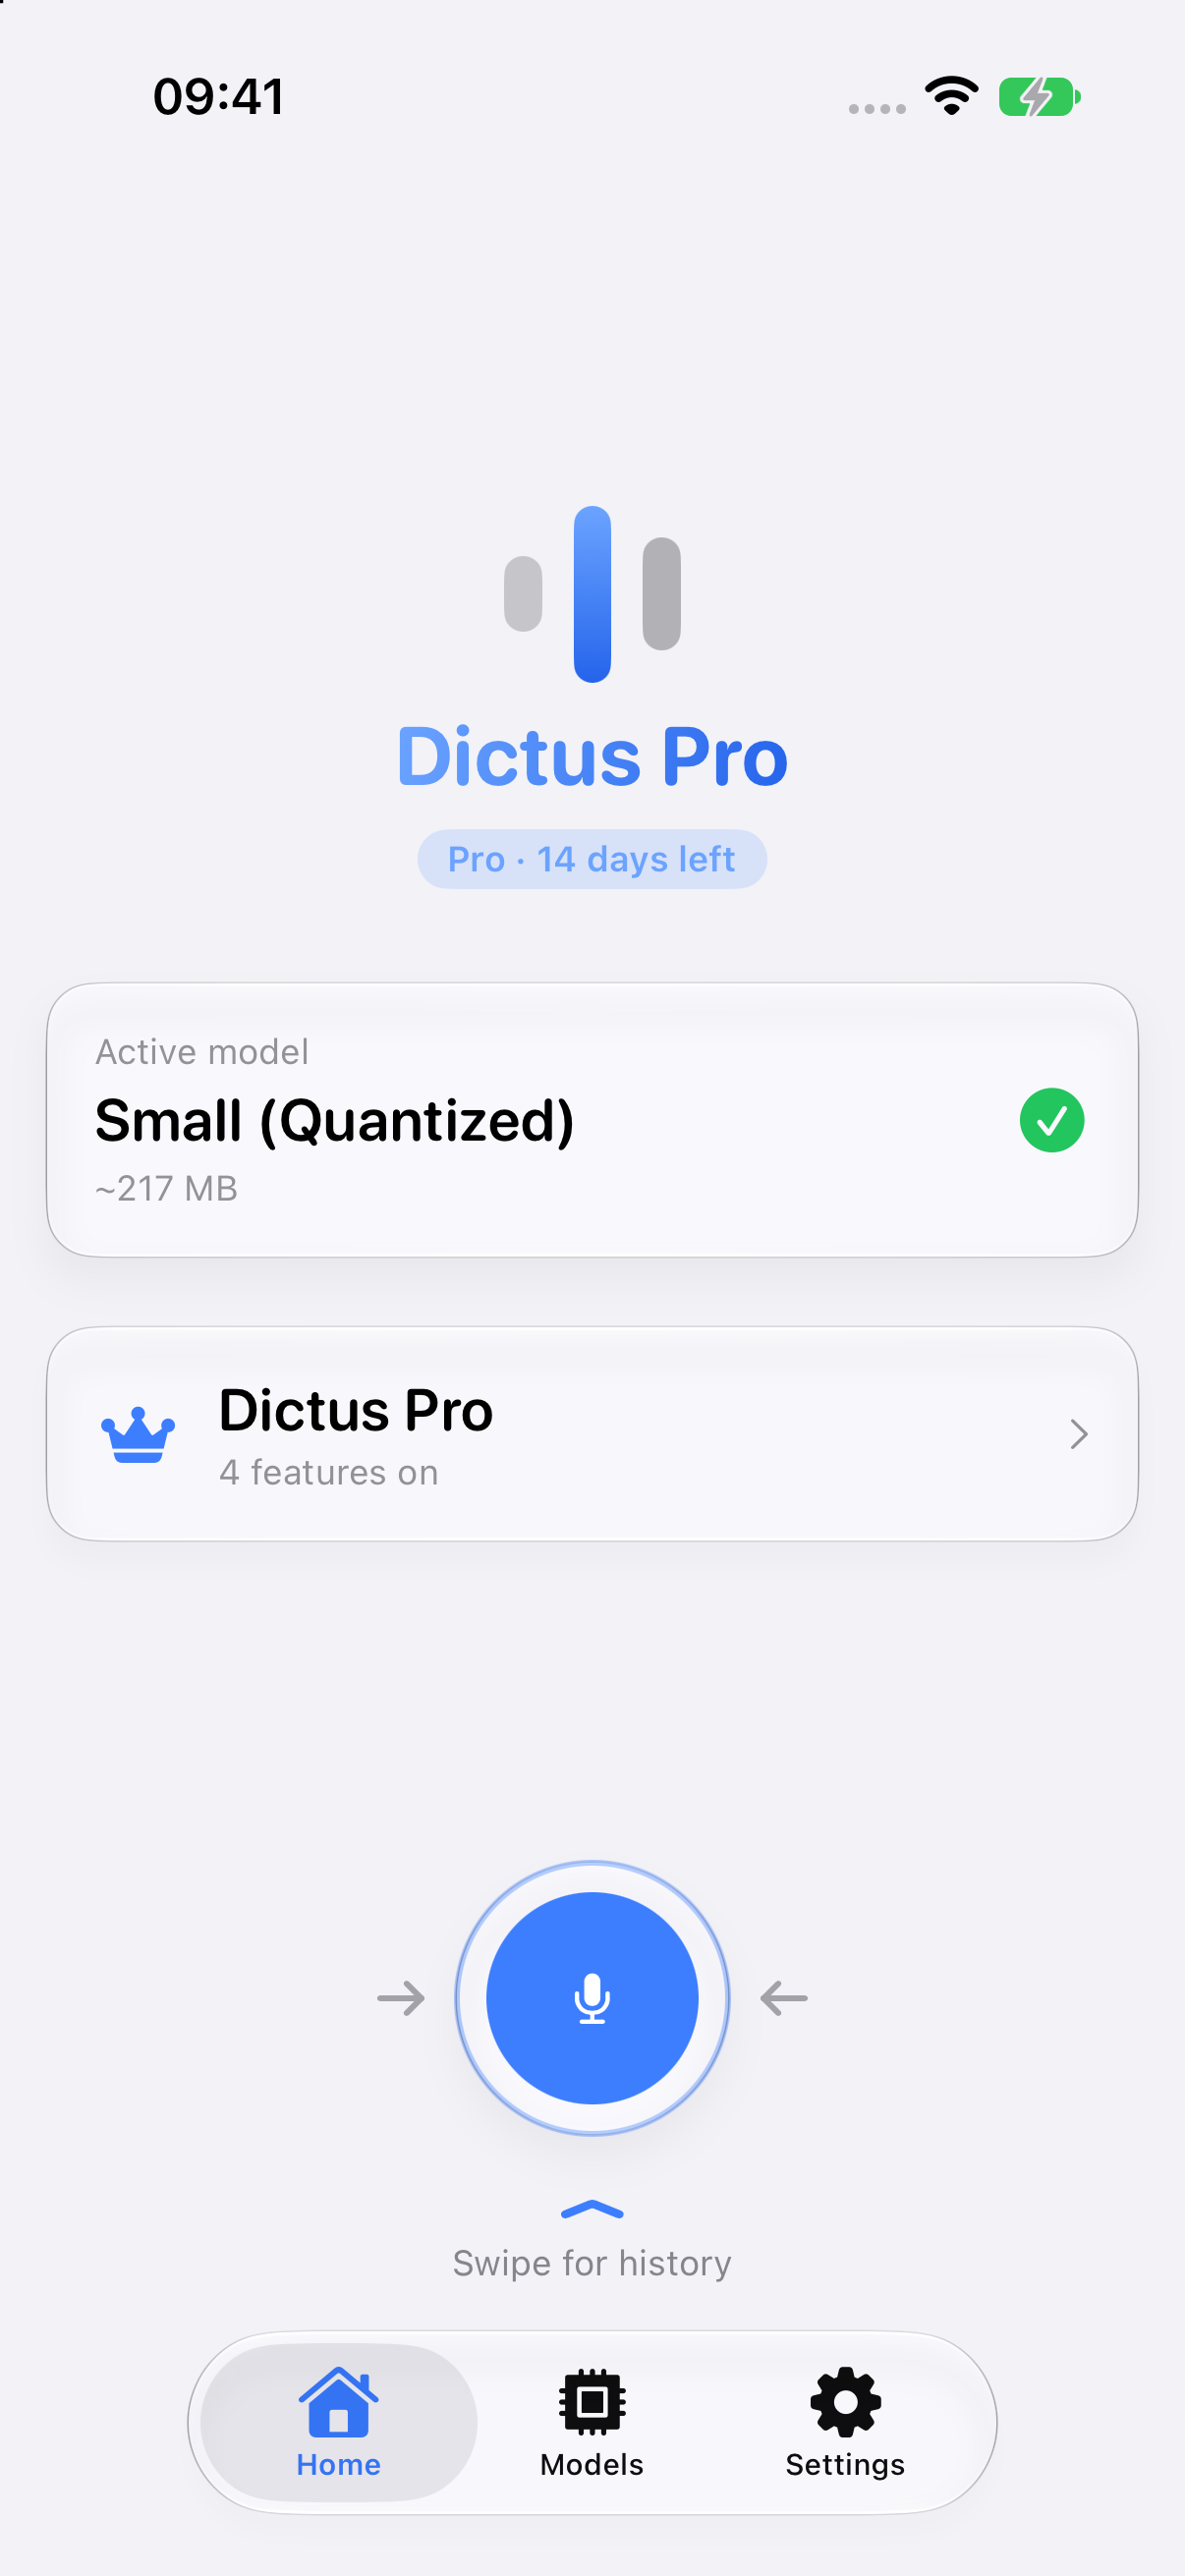 09:41
Dictus Pro
Pro · 14 days left
Active model
Small (Quantized)
~217 MB
Dictus Pro
4 features on
Swipe for history
Home
Models
Settings